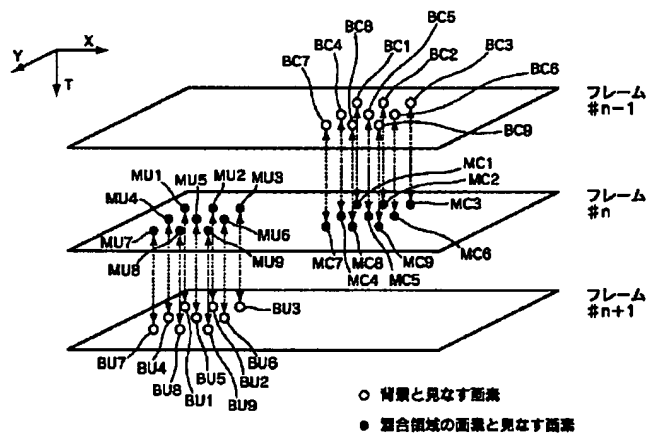 BC8
BC5
BC4
BC1
BC2
BC3
BC7
BC6
Y
X
T
フレーム
#n-1
BC9
MC1
MC2
MU1
MU5
MU2
MU3
MC3
フレーム
#n
MU4
MU7
MU6
MC6
MU8
MU9
MC7
MC8
MC9
MC4
MC5
フレーム
#n+1
BU3
BU7
BU4
BU6
BU8
BU5
BU2
BU1
BU9
○ 背景と見なす画素
● 混合領域の画素と見なす画素